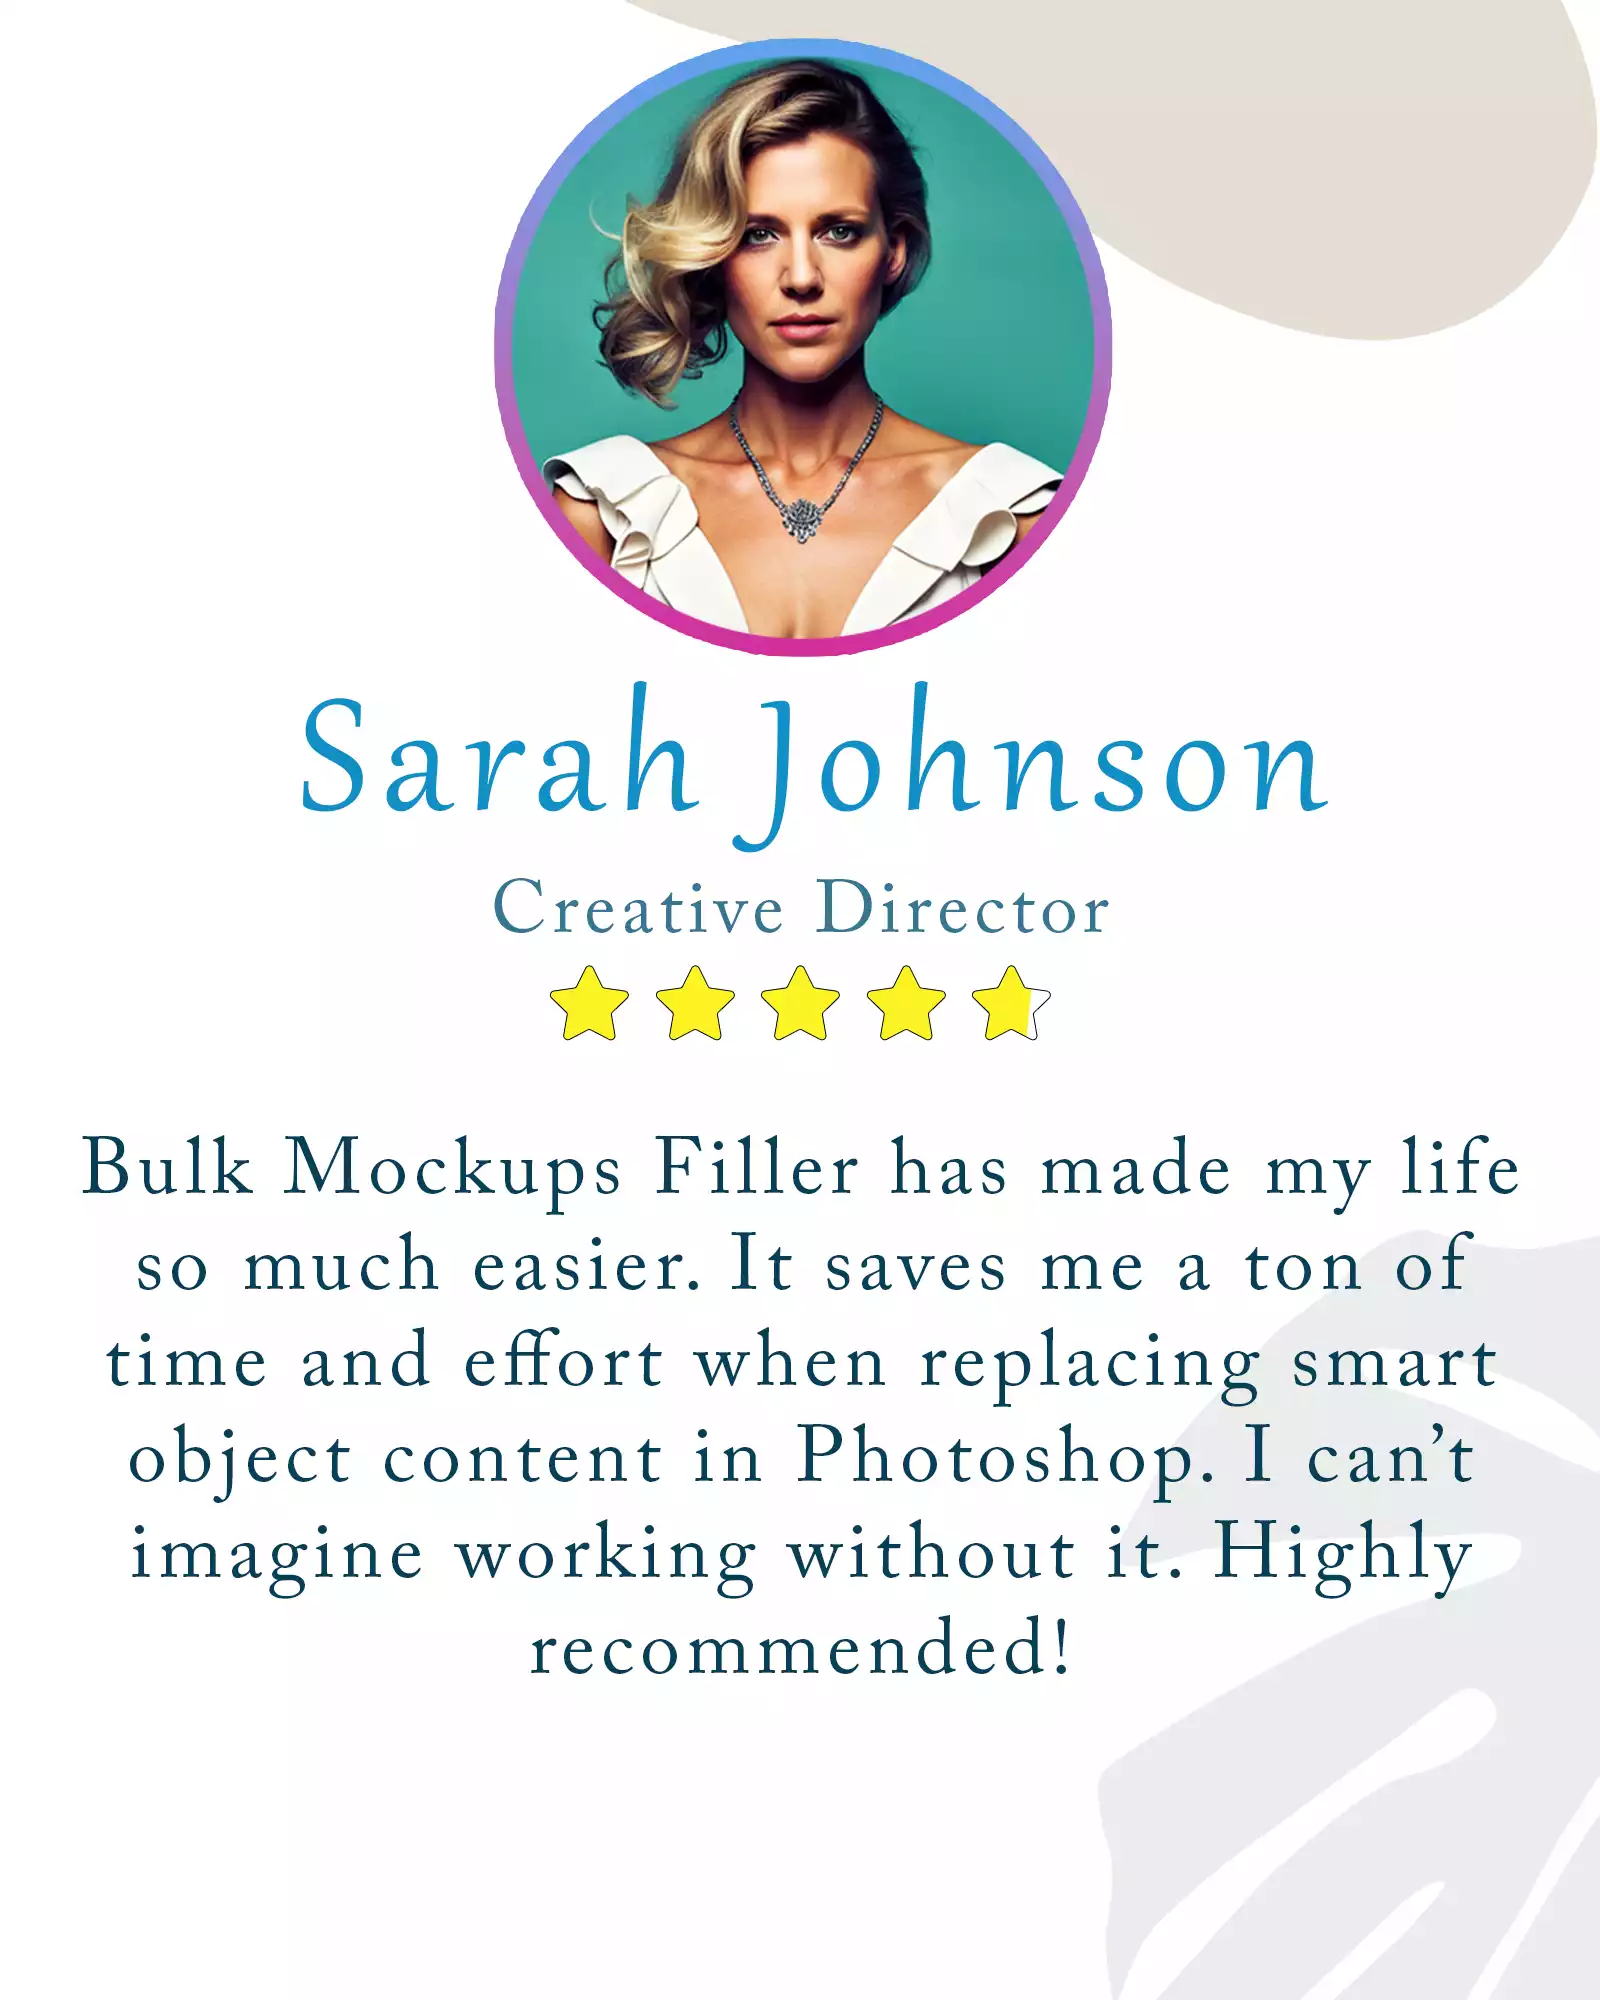 Sarah Johnson
Creative Director
Bulk Mockups Filler has made my life
so much easier. It saves me a ton of
time and effort when replacing smart
object content in Photoshop. I can’t
imagine working without it. Highly
recommended!